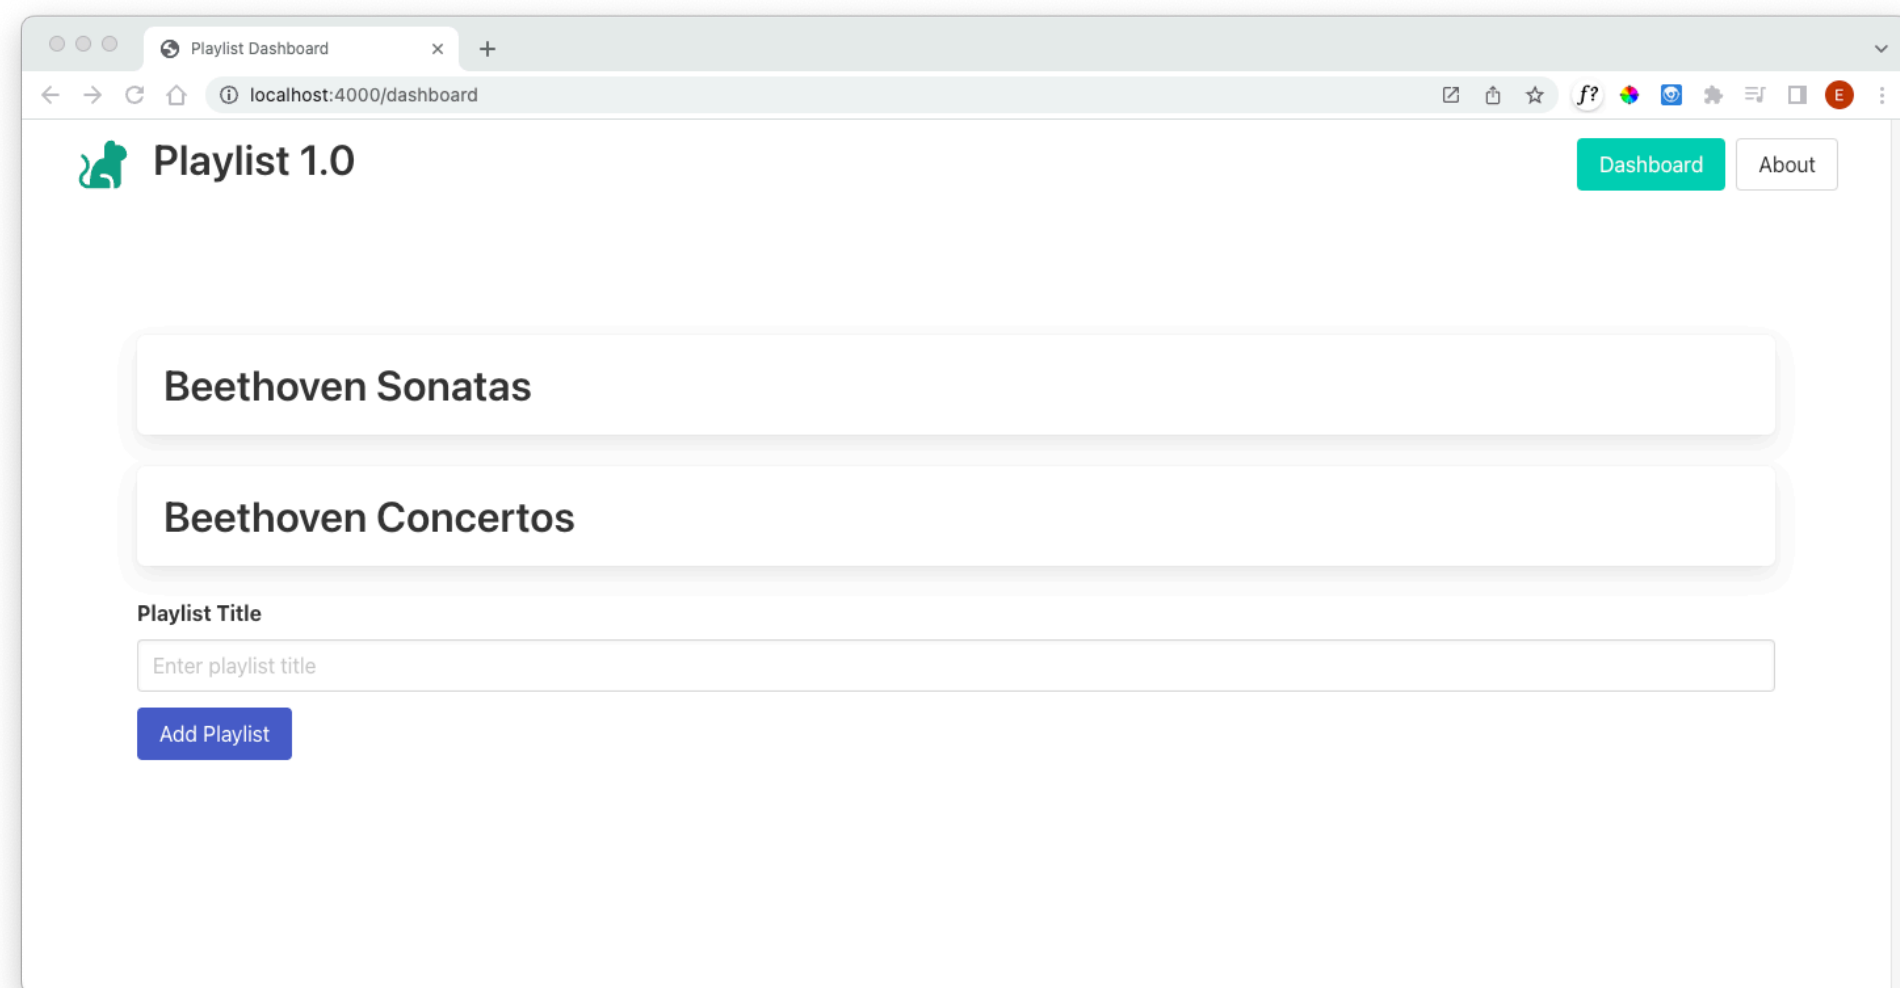 Playlist Dashboard
localhost:4000/dashboard
f?
E
Playlist 1.0
Dashboard
About
Beethoven Sonatas
Beethoven Concertos
Playlist Title
Enter playlist title
Add Playlist